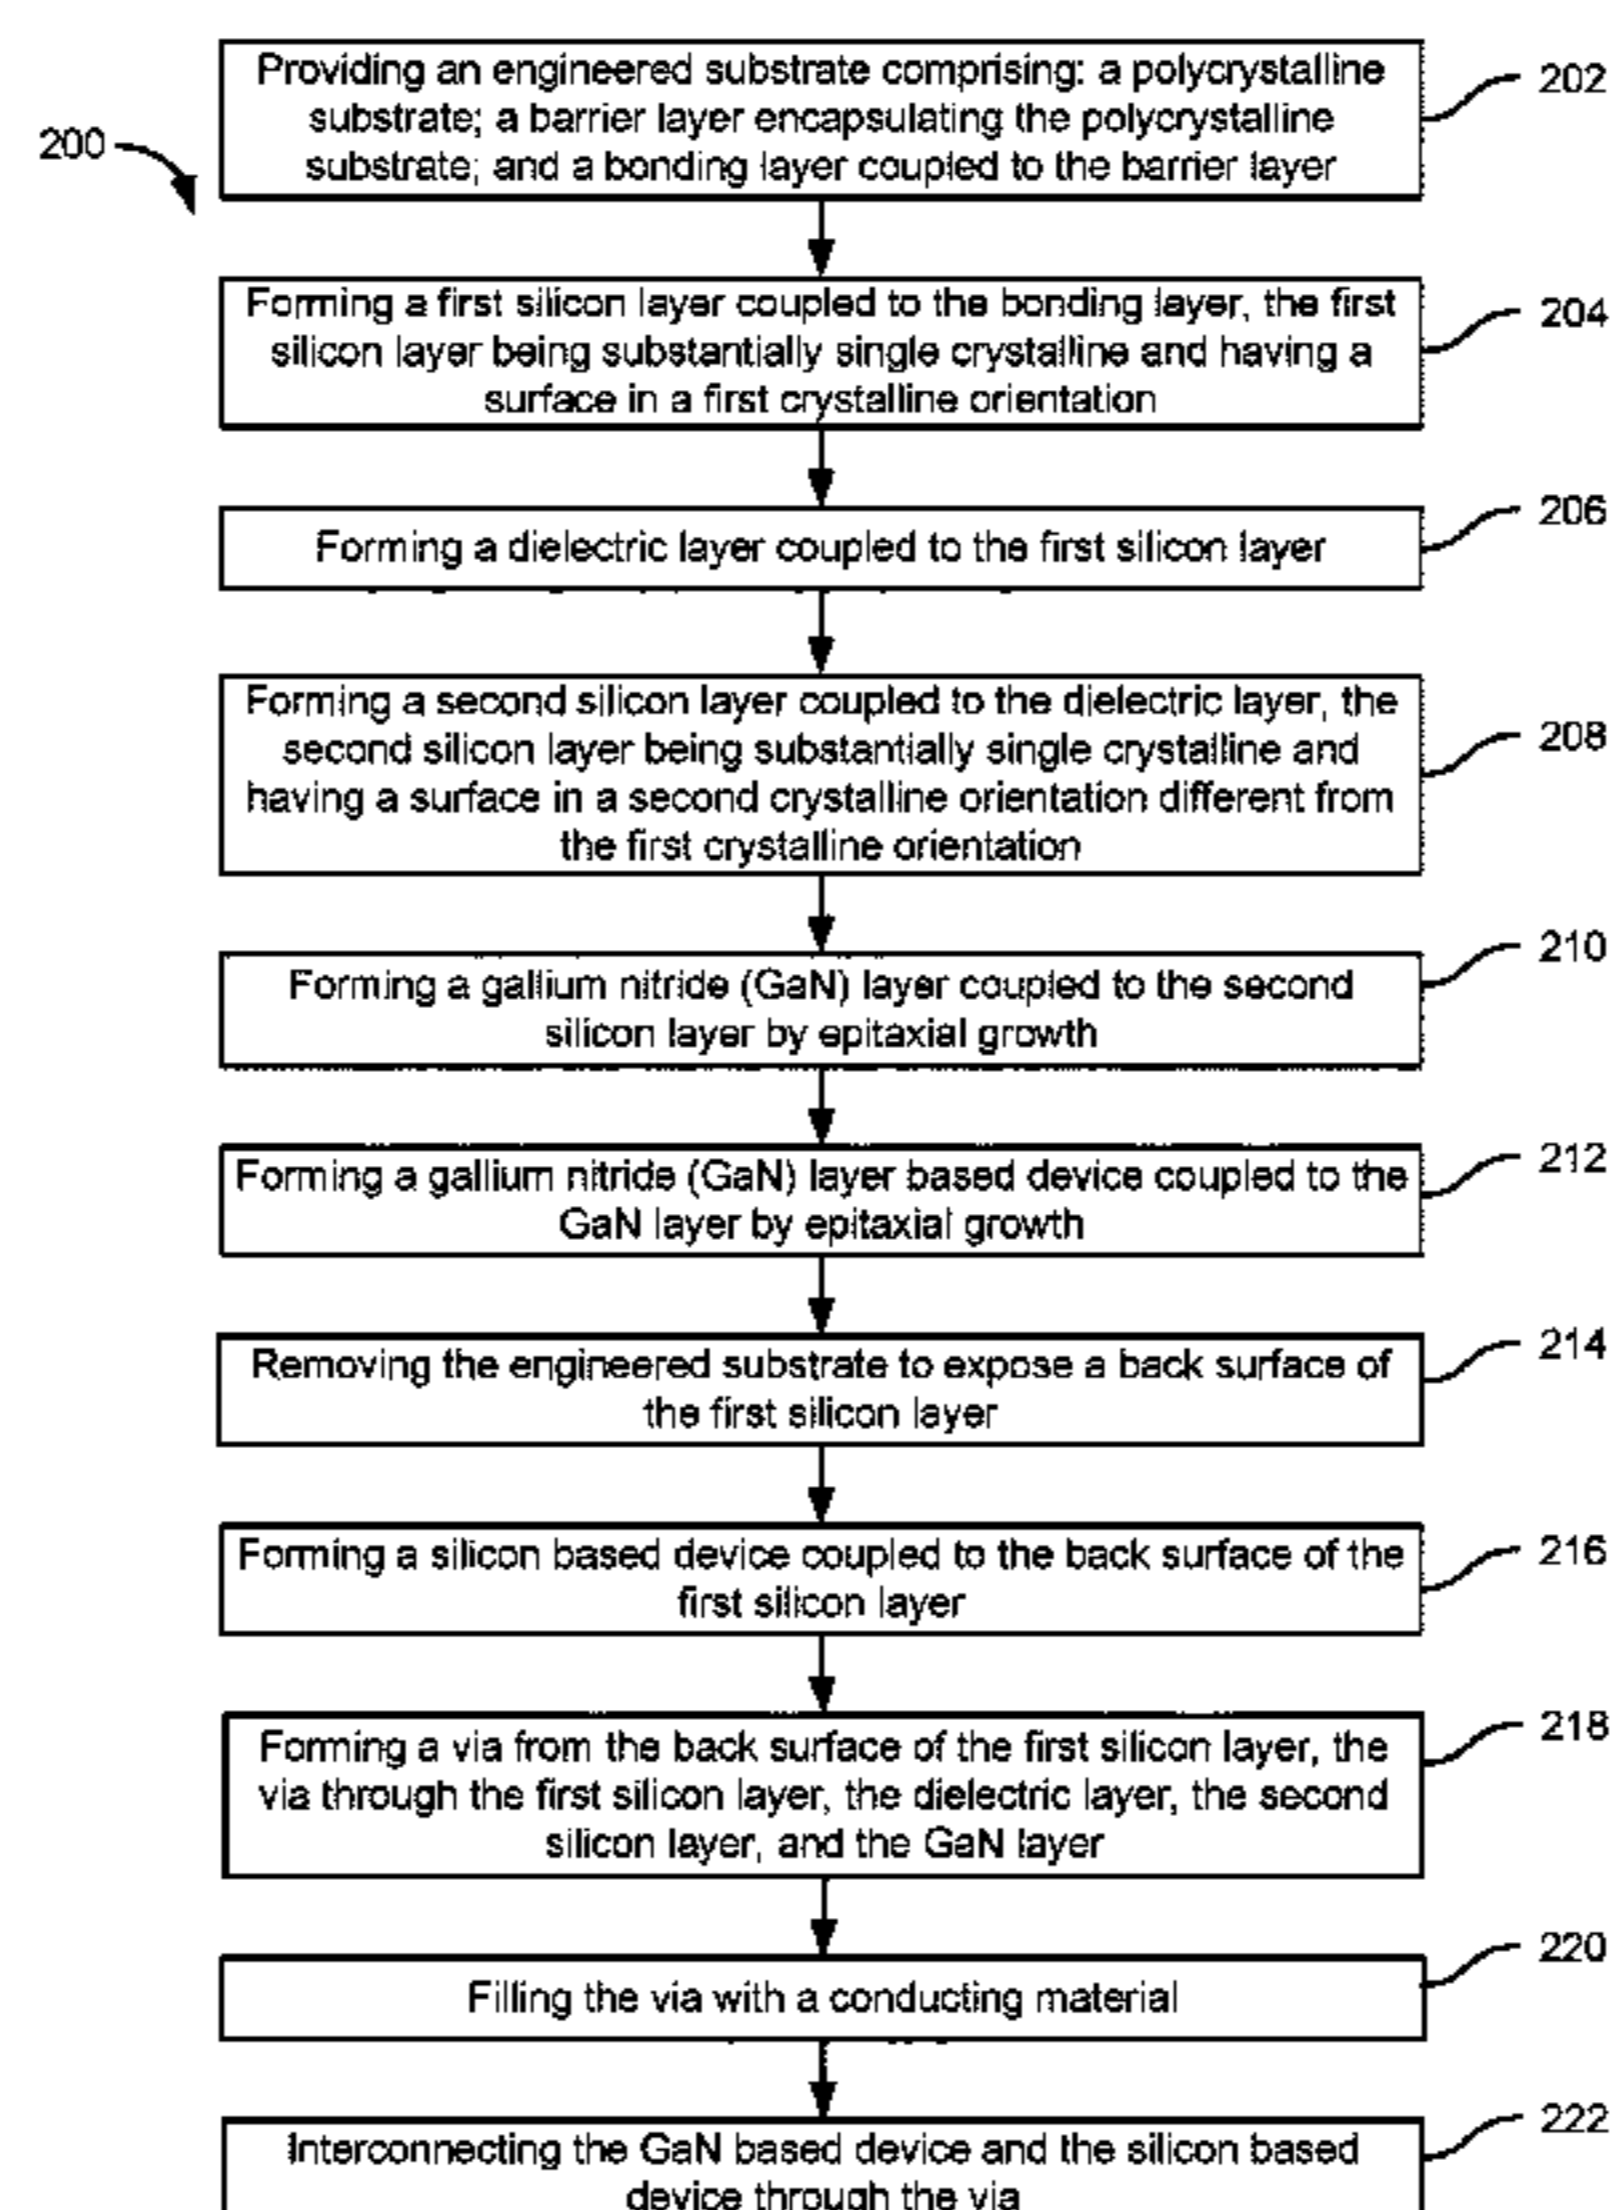 Providing an engineered substrate comprising: a polycrystalline
substrate; a barrier layer encapsulating the polycrystalline
substrate; and a bonding layer coupled to the barrier layer
202
200
Forming a first silicon layer coupled to the bonding layer, the first
silicon layer being substantially single crystalline and having a
surface in a first crystalline orientation
204
Forming a dielectric layer coupled to the first silicon layer
206
Forming a second silicon layer coupled to the dielectric layer, the
second silicon layer being substantially single crystalline and
having a surface in a second crystalline orientation different from
the first crystalline orientation
208
Forming a gallium nitride (GaN) layer coupled to the second
silicon layer by epitaxial growth
210
Forming a gallium nitride (GaN) layer based device coupled to the
GaN layer by epitaxial growth
212
Removing the engineered substrate to expose a back surface of
the first silicon layer
214
Forming a silicon based device coupled to the back surface of the
first silicon layer
216
Forming a via from the back surface of the first silicon layer, the
via through the first silicon layer, the dielectric layer, the second
silicon layer, and the GaN layer
218
Filling the via with a conducting material
220
Interconnecting the GaN based device and the silicon based
device through the via
222